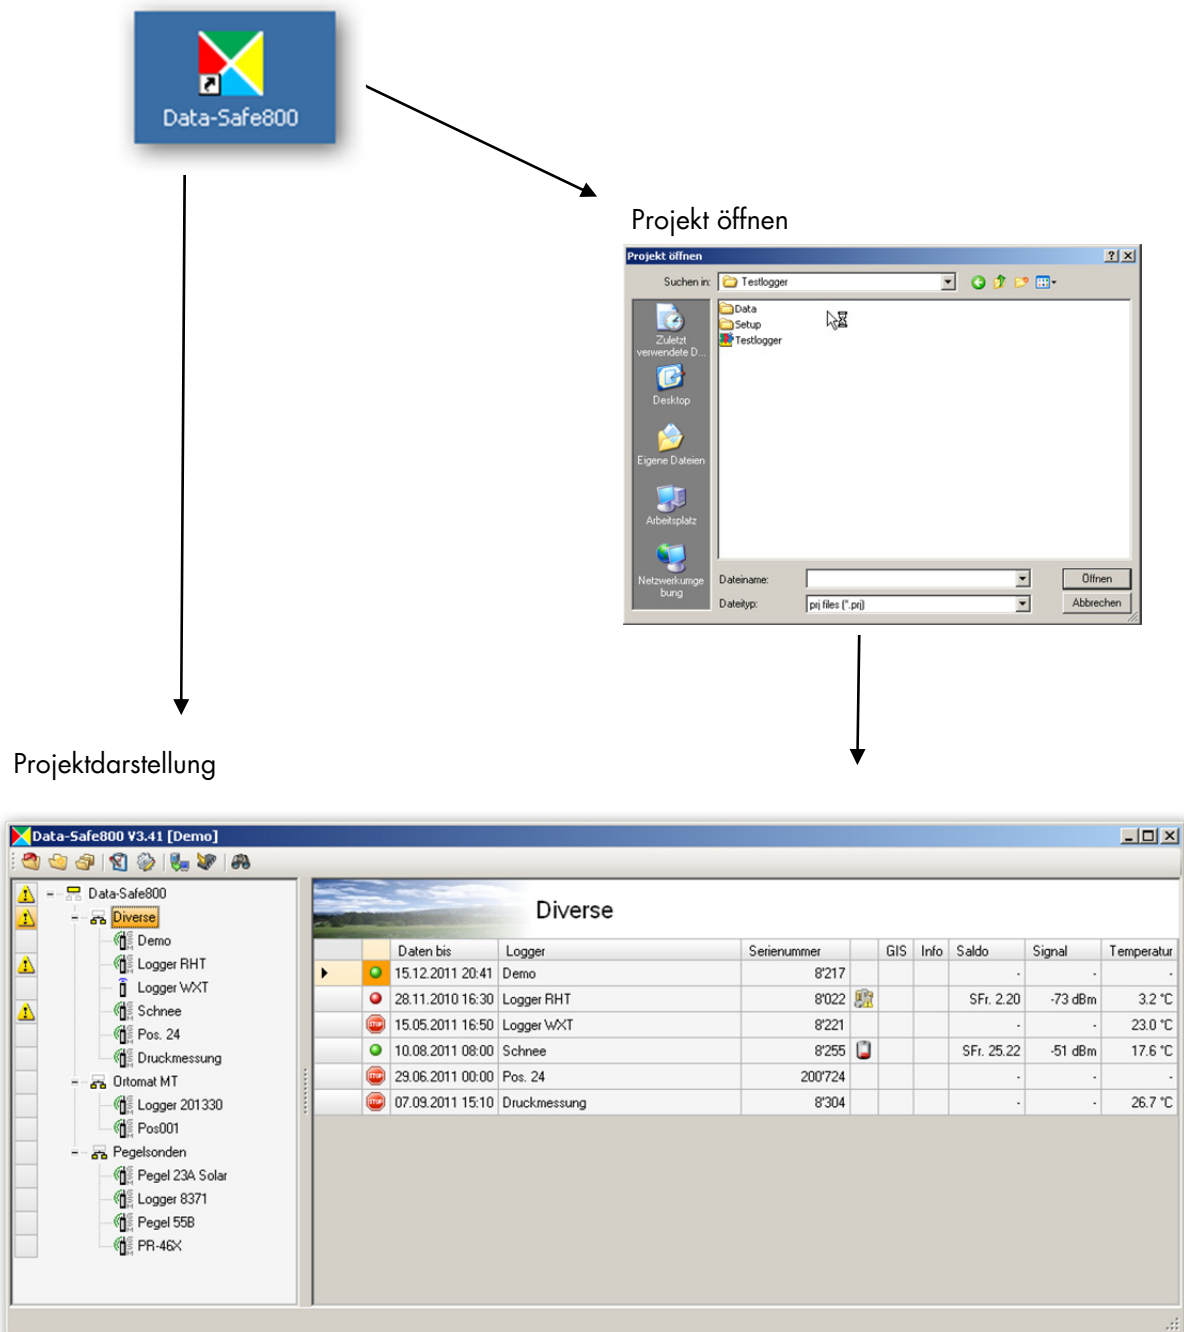 Data-Safe800
Projekt öffnen
Projekt öffnen
Suchen in: Testlogger
Data
Setup
Testlogger
Zuletzt
verwendete D...
Desktop
Eigene Dateien
Arbeitsplatz
Netzwerkumge
bung
Dateiname: Öffnen
Dateityp: prj files (*.prj) Abbrechen
Projektdarstellung
Data-Safe800 V3.41 [Demo]
Data-Safe800
Diverse
Demo
Logger RHT
Logger WXT
Schnee
Pos. 24
Druckmessung
Ortomat MT
Logger 201330
Pos001
Pegelsonden
Pegel 23A Solar
Logger 8371
Pegel 55B
PR-46X
Diverse
Daten bis Logger Serienummer GIS Info Saldo Signal Temperatur
15.12.2011 20:41 Demo 8'217 - - -
28.11.2010 16:30 Logger RHT 8'022 SFr. 2.20 -73 dBm 3.2 °C
STOP 15.05.2011 16:50 Logger WXT 8'221 - - 23.0 °C
10.08.2011 08:00 Schnee 8'255 SFr. 25.22 -51 dBm 17.6 °C
STOP 29.06.2011 00:00 Pos. 24 200'724 - - -
STOP 07.09.2011 15:10 Druckmessung 8'304 - - 26.7 °C